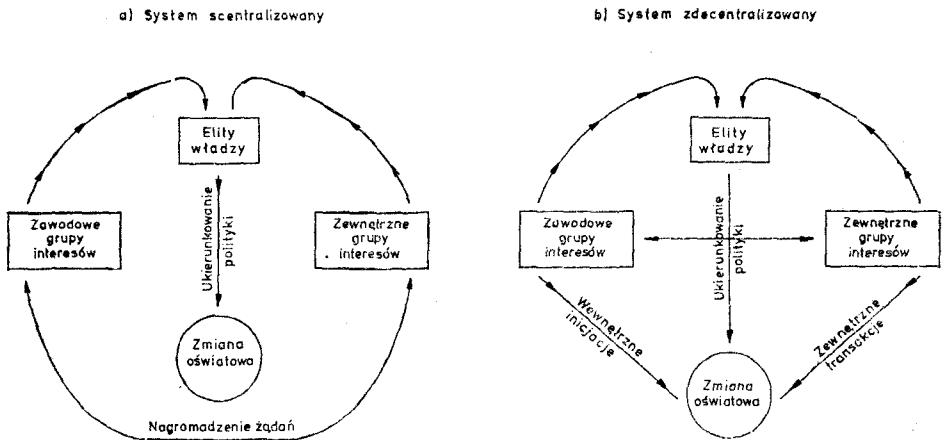 a) System scentralizowany
Elity
władzy
Zawodowe
grupy
interesów
Ukierunkowanie
polityki
Zewnętrzne
grupy
interesów
Zmiana
oświatowa
Nagromadzenie żądań
b) System zdecentralizowany
Elity
władzy
Zawodowe
grupy
interesów
Ukierunkowanie
polityki
Zewnętrzne
grupy
interesów
Wewnętrzne
inicjacje
Zewnętrzne
transakcje
Zmiana
oświatowa